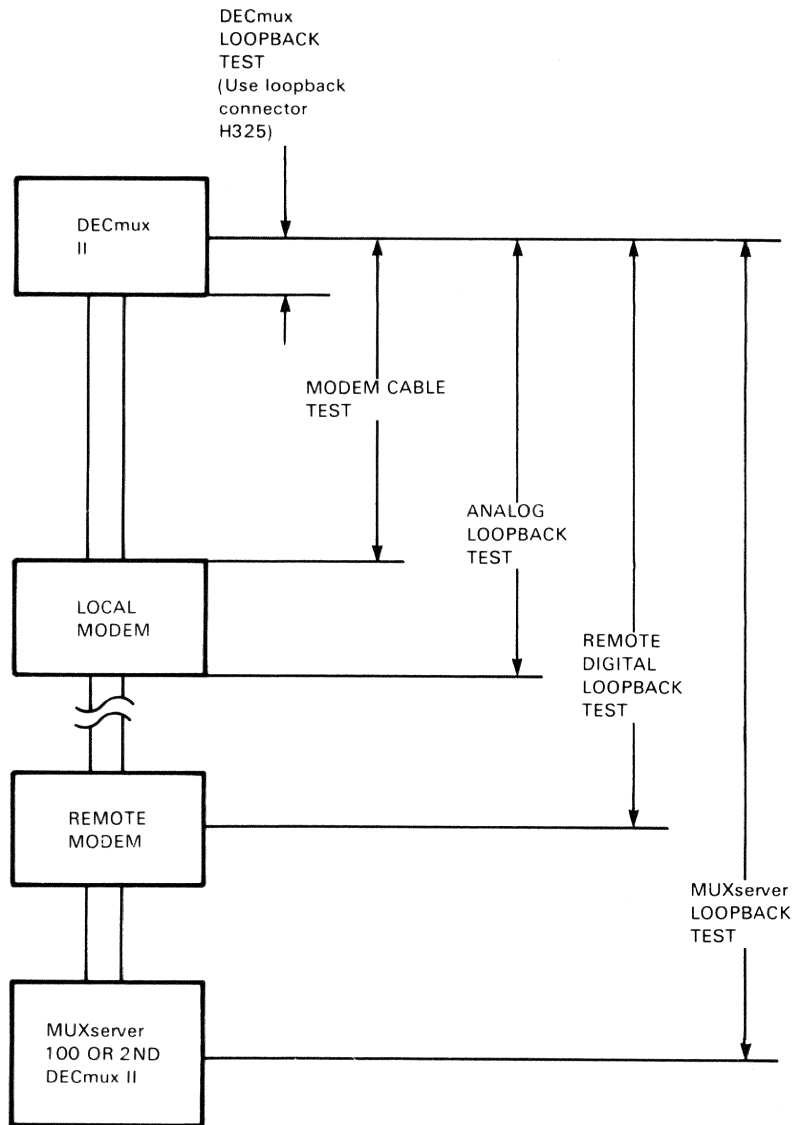 DECmux
LOOPBACK
TEST
(Use loopback
connector
H325)
DECmux
II
MODEM CABLE
TEST
ANALOG
LOOPBACK
TEST
LOCAL
MODEM
REMOTE
DIGITAL
LOOPBACK
TEST
REMOTE
MODEM
MUXserver
LOOPBACK
TEST
MUXserver
100 OR 2ND
DECmux II